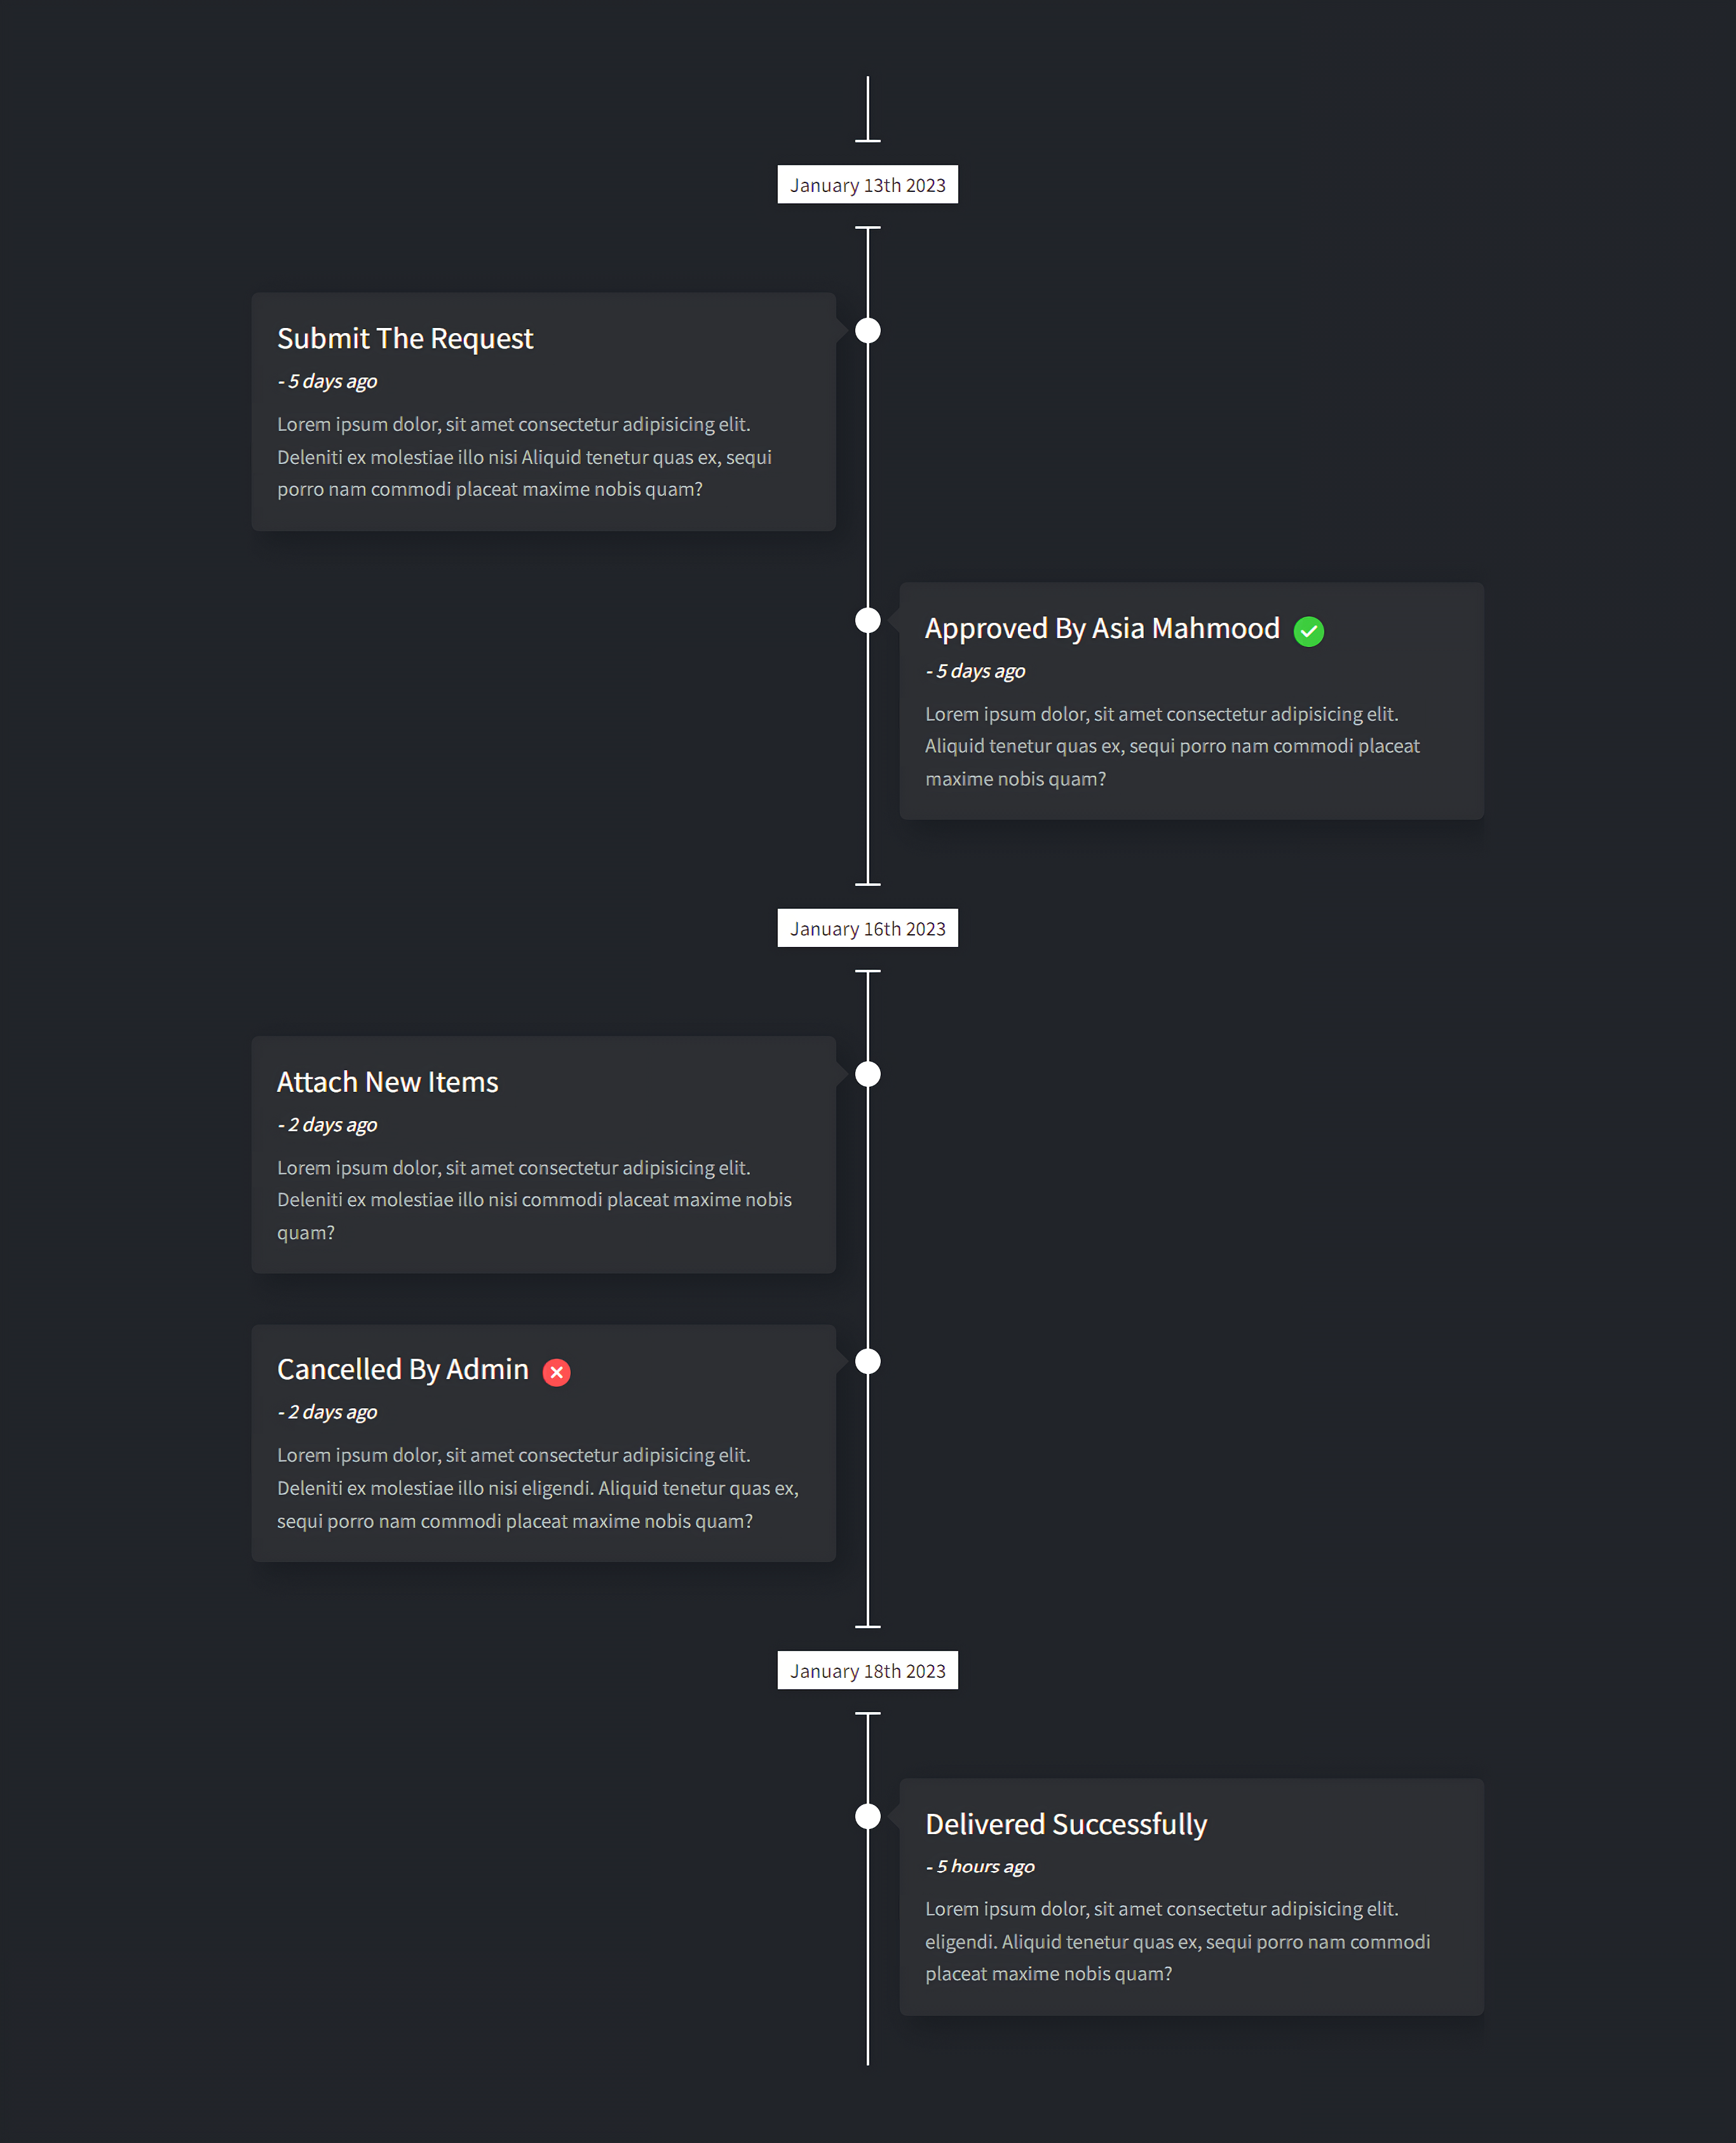 January 13th 2023
Submit The Request
- 5 days ago
Lorem ipsum dolor, sit amet consectetur adipisicing elit.
Deleniti ex molestiae illo nisi Aliquid tenetur quas ex, sequi
porro nam commodi placeat maxime nobis quam?
Approved By Asia Mahmood
- 5 days ago
Lorem ipsum dolor, sit amet consectetur adipisicing elit.
Aliquid tenetur quas ex, sequi porro nam commodi placeat
maxime nobis quam?
January 16th 2023
Attach New Items
- 2 days ago
Lorem ipsum dolor, sit amet consectetur adipisicing elit.
Deleniti ex molestiae illo nisi commodi placeat maxime nobis
quam?
Cancelled By Admin
- 2 days ago
Lorem ipsum dolor, sit amet consectetur adipisicing elit.
Deleniti ex molestiae illo nisi eligendi. Aliquid tenetur quas ex,
sequi porro nam commodi placeat maxime nobis quam?
January 18th 2023
Delivered Successfully
- 5 hours ago
Lorem ipsum dolor, sit amet consectetur adipisicing elit.
eligendi. Aliquid tenetur quas ex, sequi porro nam commodi
placeat maxime nobis quam?